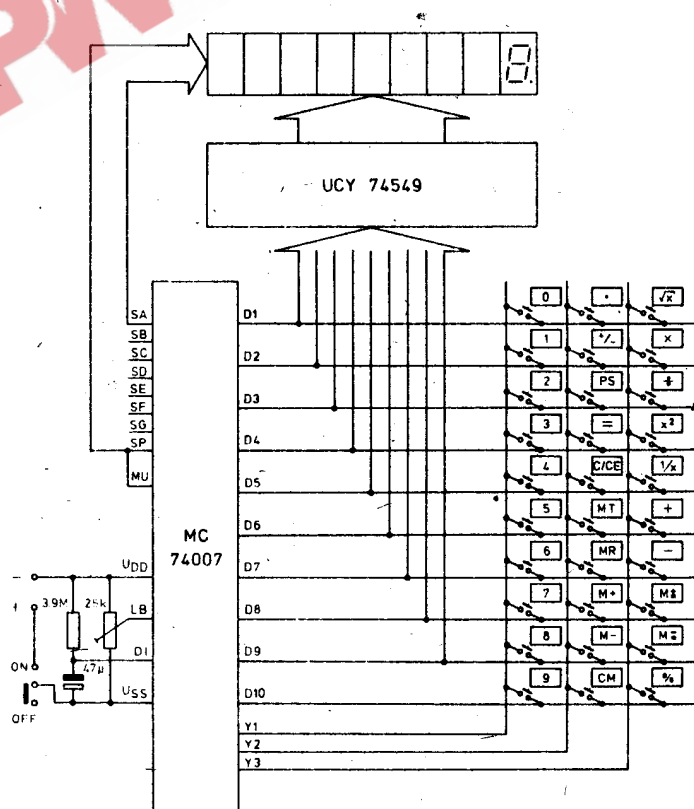 PW
8.
UCY 74549
SA
SB
SC
SD
SE
SF
SG
SP
MU
MC
74007
UDD
LB
DI
USS
3.9M
25k
47µ
ON
OFF
D1
D2
D3
D4
D5
D6
D7
D8
D9
D10
Y1
Y2
Y3
0 · √x
1 +/- ×
2 PS ÷
3 = x²
4 C/CE 1/x
5 MT +
6 MR −
7 M+
8 M-
9 CM %